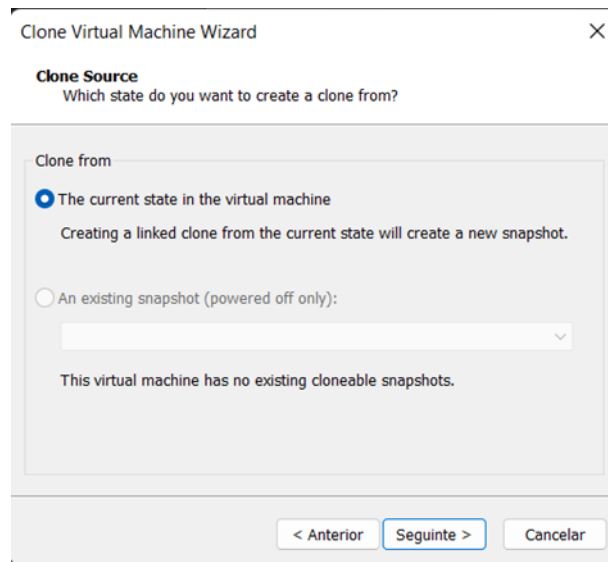 Clone Virtual Machine Wizard
Clone Source
Which state do you want to create a clone from?
Clone from
The current state in the virtual machine
Creating a linked clone from the current state will create a new snapshot.
An existing snapshot (powered off only):
This virtual machine has no existing cloneable snapshots.
< Anterior Seguinte > Cancelar